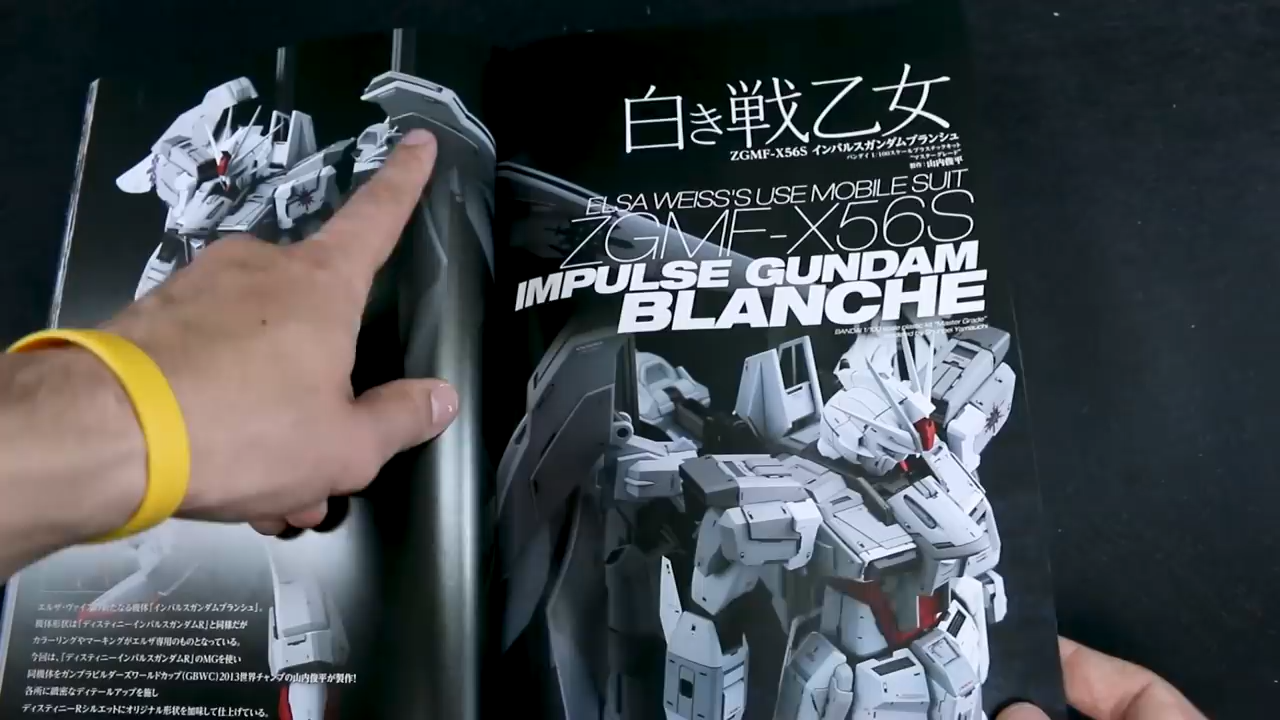 白き戦乙女
ZGMF-X56S インパルスガンダムブランシュ
バンダイ 1/100スケールプラスチックキット
"マスターグレード"
製作:山内俊平
ELSA WEISS'S USE MOBILE SUIT
ZGMF-X56S
IMPULSE GUNDAM
BLANCHE
BANDAI 1/100 scale plastic kit "Master Grade"
エルザ・ヴァイスの新たなる機体『インパルスガンダムブランシュ』。
機体形状は『ディスティニーインパルスガンダムR』と同様だが
カラーリングやマーキングがエルザ専用のものとなっている。
今回は、『ディスティニーインパルスガンダムR』のMGを使い
同機体をガンプラビルダーズワールドカップ(GBWC)2013世界チャンプの山内俊平が製作!
各所に緻密なディテールアップを施し
ディスティニーRシルエットにオリジナル形状を加味して仕上げている。